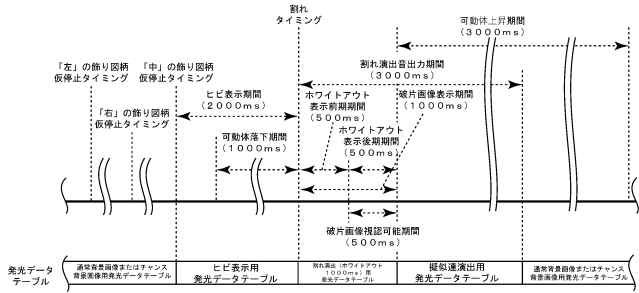 割れ
タイミング
可動体上昇期間
（３０００ｍｓ）
「左」の飾り図柄
仮停止タイミング
「中」の飾り図柄
仮停止タイミング
割れ演出音出力期間
（３０００ｍｓ）
ヒビ表示期間
（２０００ｍｓ）
ホワイトアウト
表示前期期間
（５００ｍｓ）
破片画像表示期間
（１０００ｍｓ）
「右」の飾り図柄
仮停止タイミング
可動体落下期間
（１０００ｍｓ）
ホワイトアウト
表示後期期間
（５００ｍｓ）
破片画像視認可能期間
（５００ｍｓ）
発光データ
テーブル
通常背景画像またはチャンス
背景画像用発光データテーブル
ヒビ表示用
発光データテーブル
割れ演出（ホワイトアウト
１０００ｍｓ）用
発光データテーブル
擬似連演出用
発光データテーブル
通常背景画像またはチャンス
背景画像用発光データテーブル